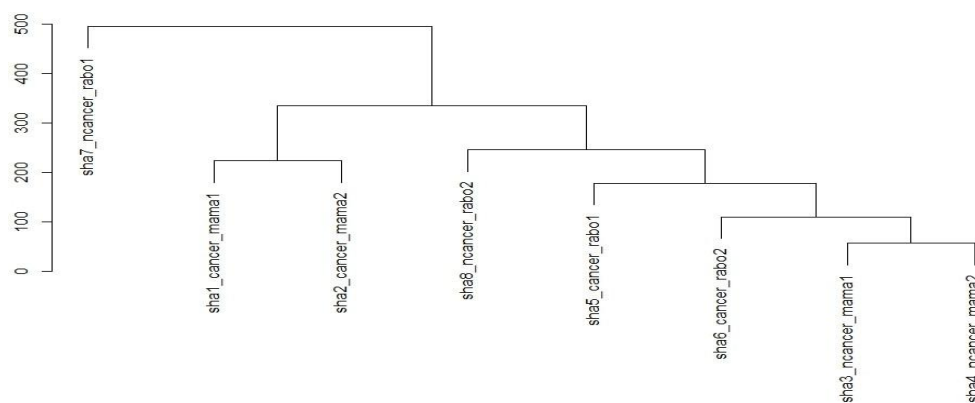 500
400
300
200
100
0
sha7_ncancer_rabo1
sha1_cancer_mama1
sha2_cancer_mama2
sha8_ncancer_rabo2
sha5_cancer_rabo1
sha6_cancer_rabo2
sha3_ncancer_mama1
sha4_ncancer_mama2